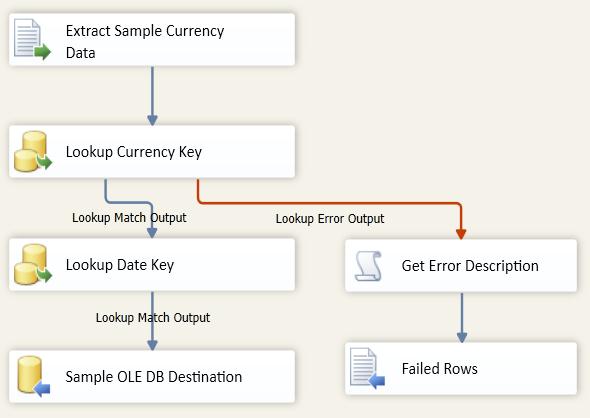 Extract Sample Currency
Data
Lookup Currency Key
Lookup Match Output
Lookup Error Output
Lookup Date Key
Get Error Description
Lookup Match Output
Sample OLE DB Destination
Failed Rows